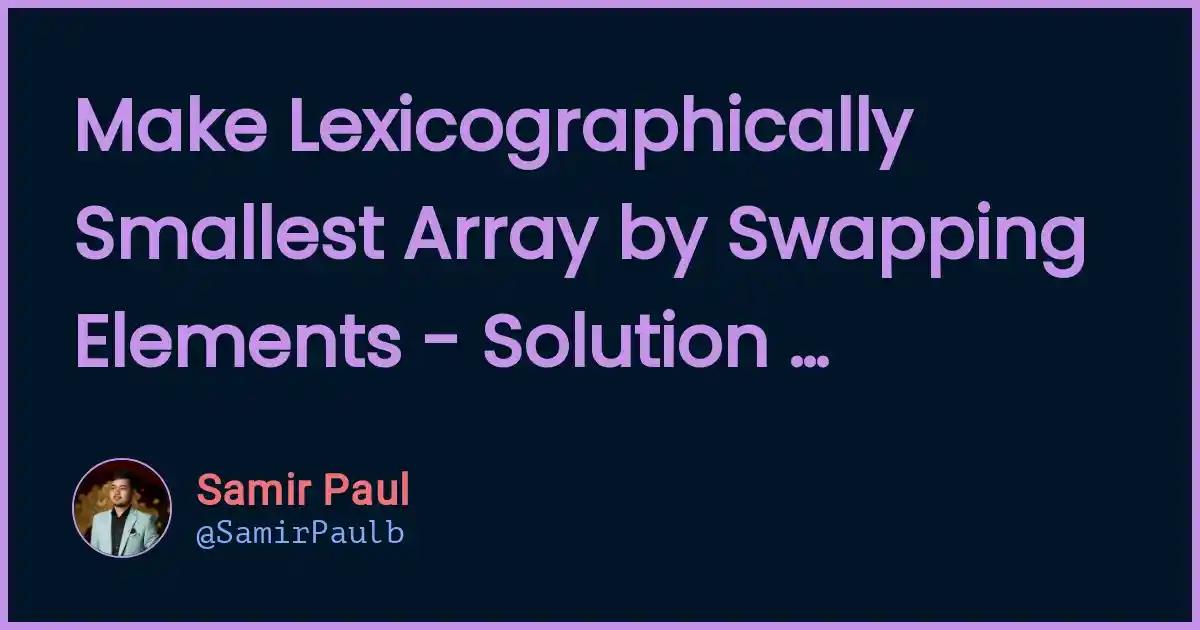 Make Lexicographically
Smallest Array by Swapping
Elements - Solution ...
Samir Paul
@SamirPaulb